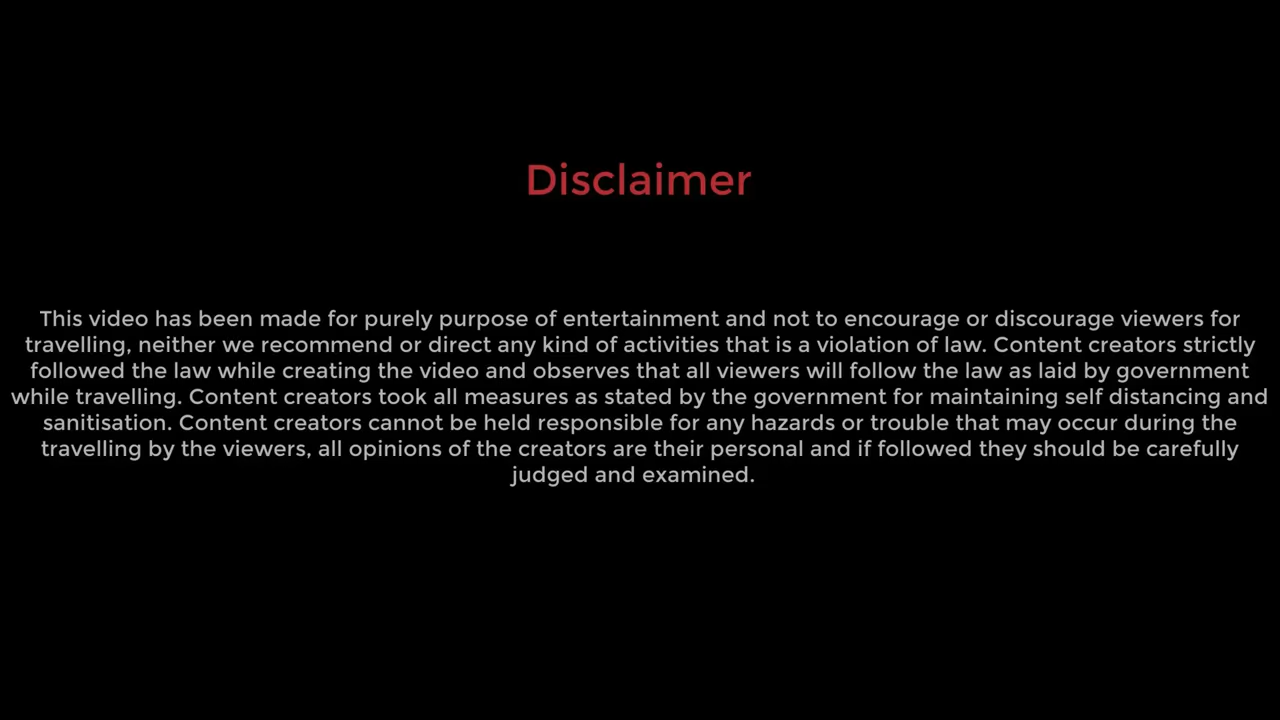 Disclaimer
This video has been made for purely purpose of entertainment and not to encourage or discourage viewers for
travelling, neither we recommend or direct any kind of activities that is a violation of law. Content creators strictly
followed the law while creating the video and observes that all viewers will follow the law as laid by government
while travelling. Content creators took all measures as stated by the government for maintaining self distancing and
sanitisation. Content creators cannot be held responsible for any hazards or trouble that may occur during the
travelling by the viewers, all opinions of the creators are their personal and if followed they should be carefully
judged and examined.